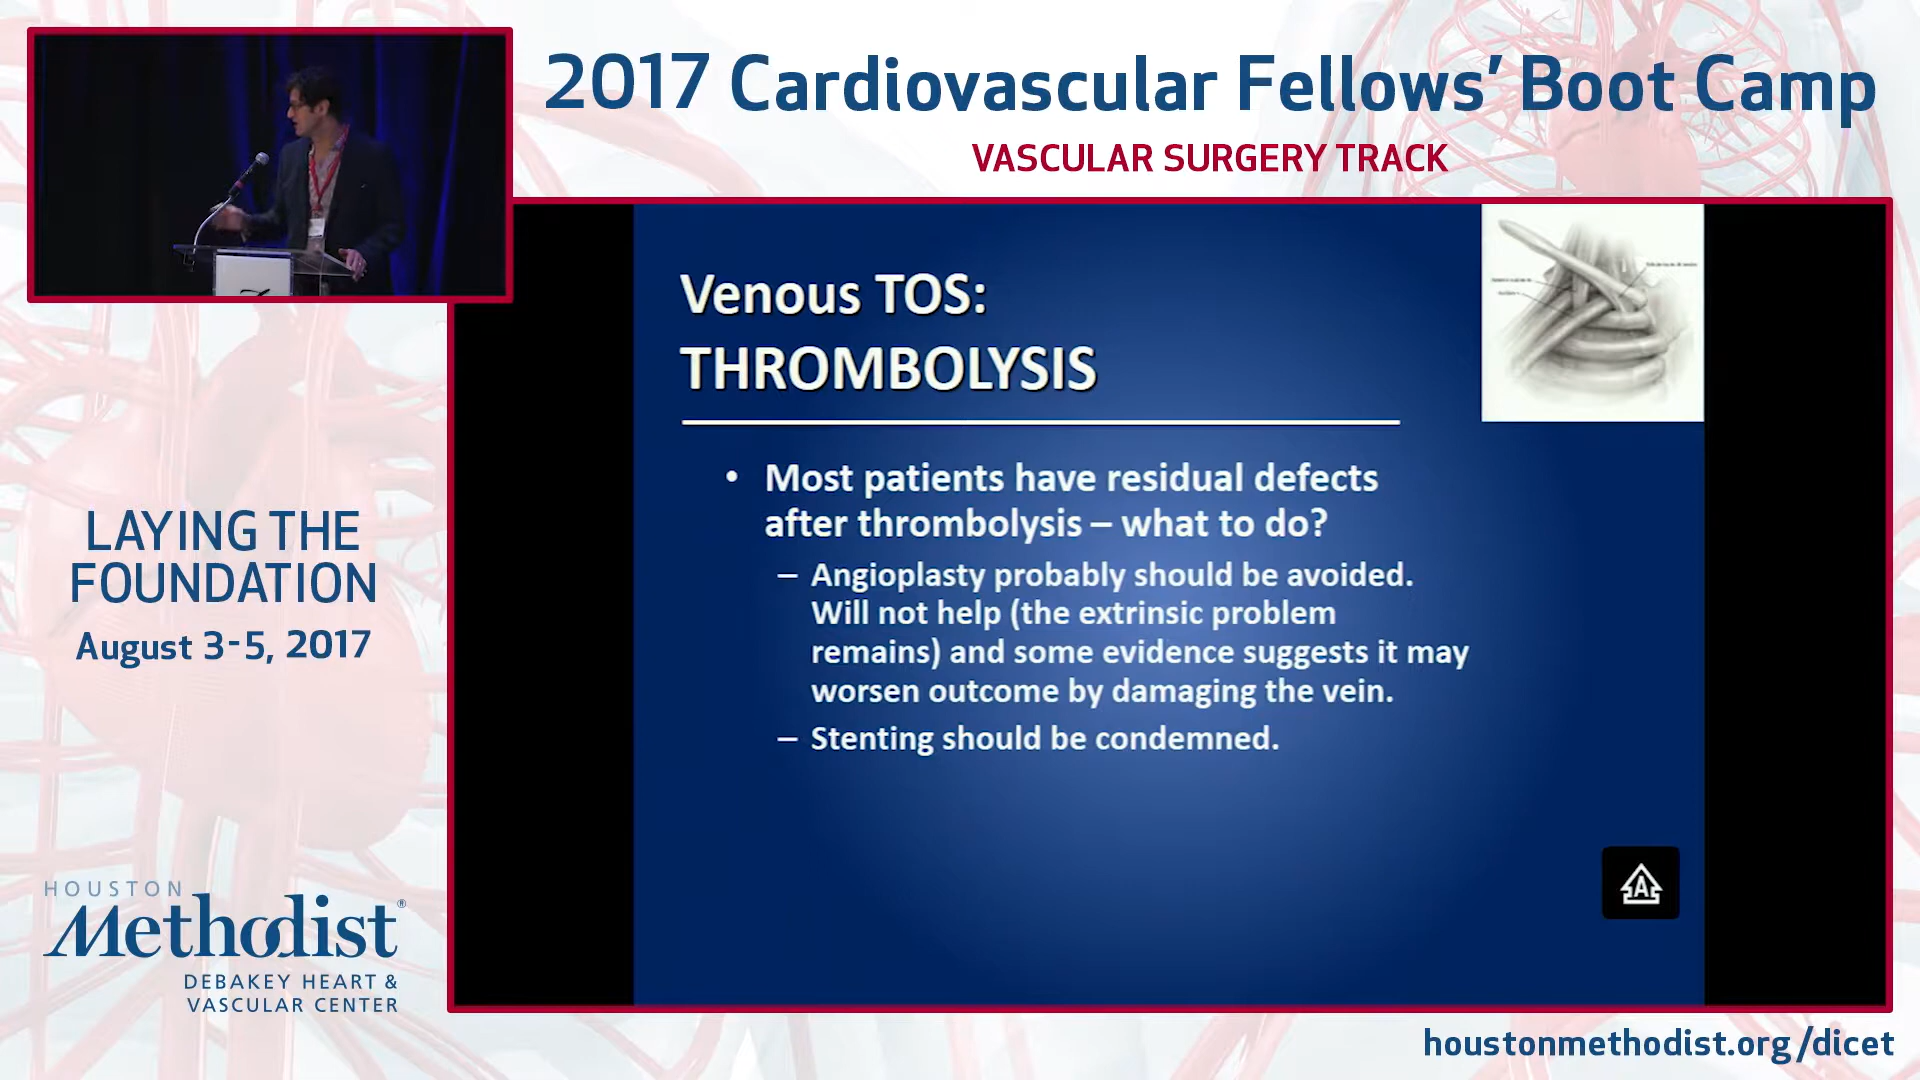 2017 Cardiovascular Fellows' Boot Camp
VASCULAR SURGERY TRACK
Venous TOS:
THROMBOLYSIS
• Most patients have residual defects
after thrombolysis – what to do?
– Angioplasty probably should be avoided.
Will not help (the extrinsic problem
remains) and some evidence suggests it may
worsen outcome by damaging the vein.
– Stenting should be condemned.
A
LAYING THE
FOUNDATION
August 3-5, 2017
HOUSTON
Methodist®
DEBAKEY HEART &
VASCULAR CENTER
houstonmethodist.org/dicet